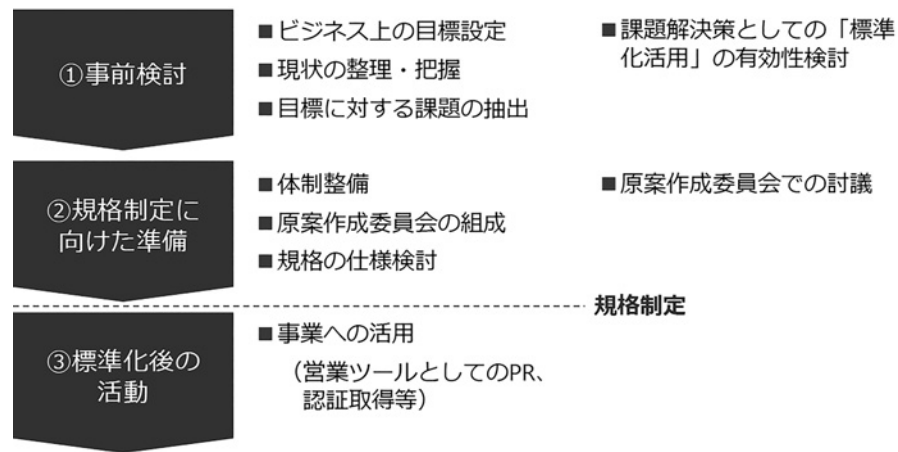 ①事前検討
■ビジネス上の目標設定
■現状の整理・把握
■目標に対する課題の抽出
■課題解決策としての「標準
化活用」の有効性検討
②規格制定に
向けた準備
■体制整備
■原案作成委員会の組成
■規格の仕様検討
■原案作成委員会での討議
規格制定
③標準化後の
活動
■事業への活用
（営業ツールとしてのPR、
認証取得等）